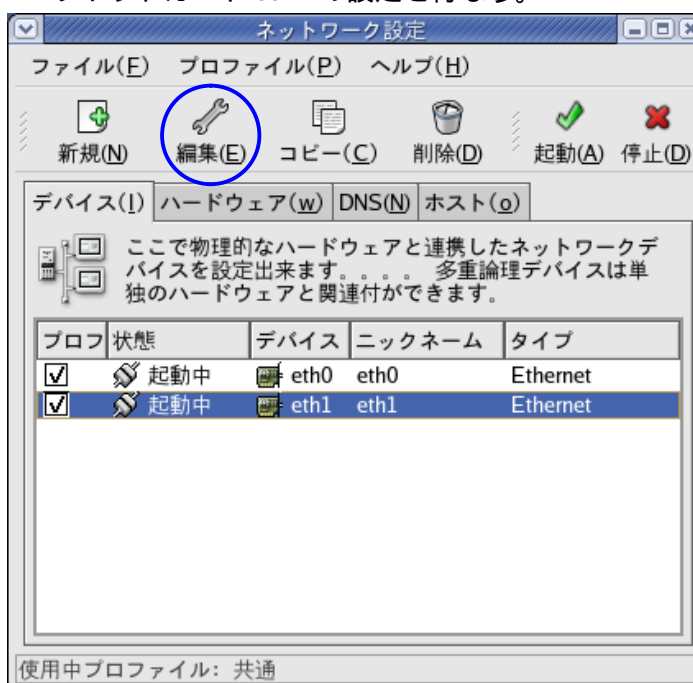 の設定を行ます。
ネットワーク設定
ファイル(F) プロファイル(P) ヘルプ(H)
新規(N) 編集(E) コピー(C) 削除(D) 起動(A) 停止(D)
デバイス(I) ハードウェア(w) DNS(N) ホスト(o)
ここで物理的なハードウェアと連携したネットワークデ
バイスを設定出来ます。。。。 多重論理デバイスは単
独のハードウェアと関連付ができます。
プロフ 状態 デバイス ニックネーム タイプ
起動中 eth0 eth0 Ethernet
起動中 eth1 eth1 Ethernet
使用中プロファイル: 共通